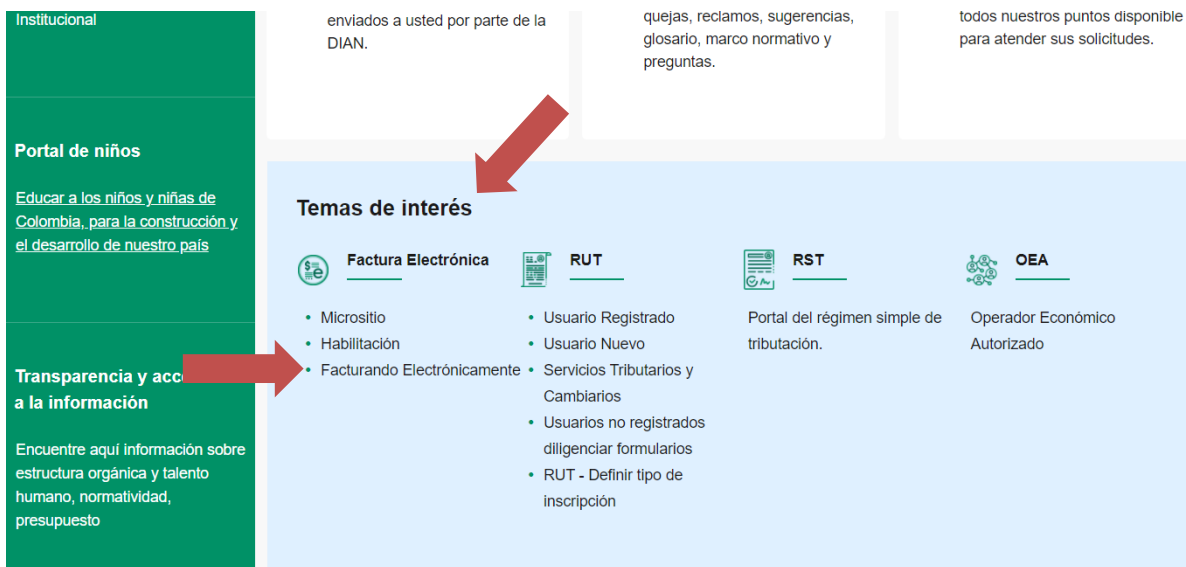 Institucional
enviados a usted por parte de la
DIAN.
quejas, reclamos, sugerencias,
glosario, marco normativo y
preguntas.
todos nuestros puntos disponible
para atender sus solicitudes.
Portal de niños
Educar a los niños y niñas de
Colombia, para la construcción y
el desarrollo de nuestro país
Transparencia y acc
a la información
Encuentre aquí información sobre
estructura orgánica y talento
humano, normatividad,
presupuesto
Temas de interés
Factura Electrónica
• Micrositio
• Habilitación
• Facturando Electrónicamente
RUT
• Usuario Registrado
• Usuario Nuevo
• Servicios Tributarios y
Cambiarios
• Usuarios no registrados
diligenciar formularios
• RUT - Definir tipo de
inscripción
RST
Portal del régimen simple de
tributación.
OEA
Operador Económico
Autorizado